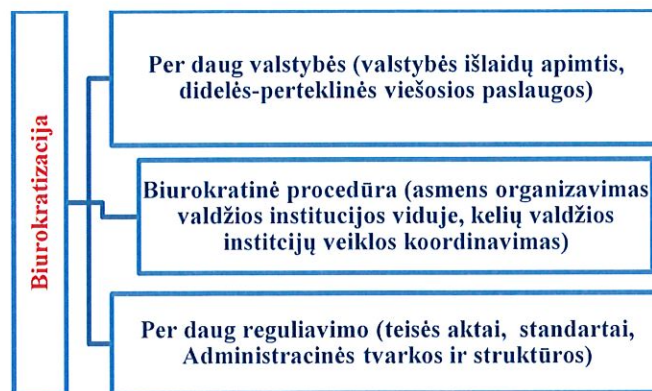 Biurokratizacija
Per daug valstybės (valstybės išlaidų apimtis,
didelės-perteklinės viešosios paslaugos)
Biurokratinė procedūra (asmens organizavimas
valdžios institucijos viduje, kelių valdžios
institcijų veiklos koordinavimas)
Per daug reguliavimo (teisės aktai, standartai,
Administracinės tvarkos ir struktūros)